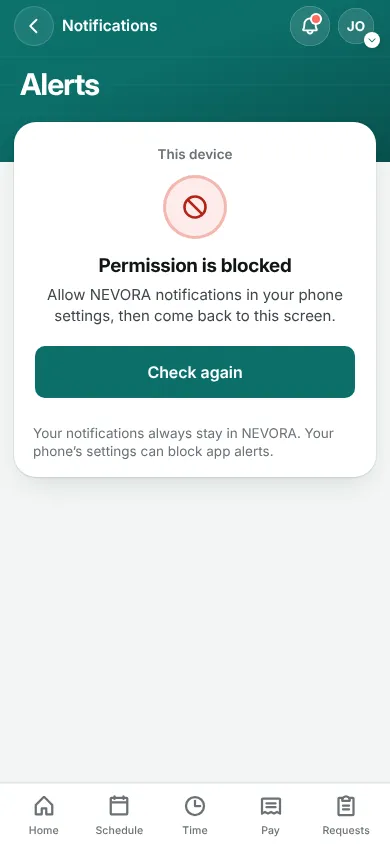 Notifications
JO
Alerts
This device
Permission is blocked
Allow NEVORA notifications in your phone
settings, then come back to this screen.
Check again
Your notifications always stay in NEVORA. Your
phone's settings can block app alerts.
Home
Schedule
Time
Pay
Requests